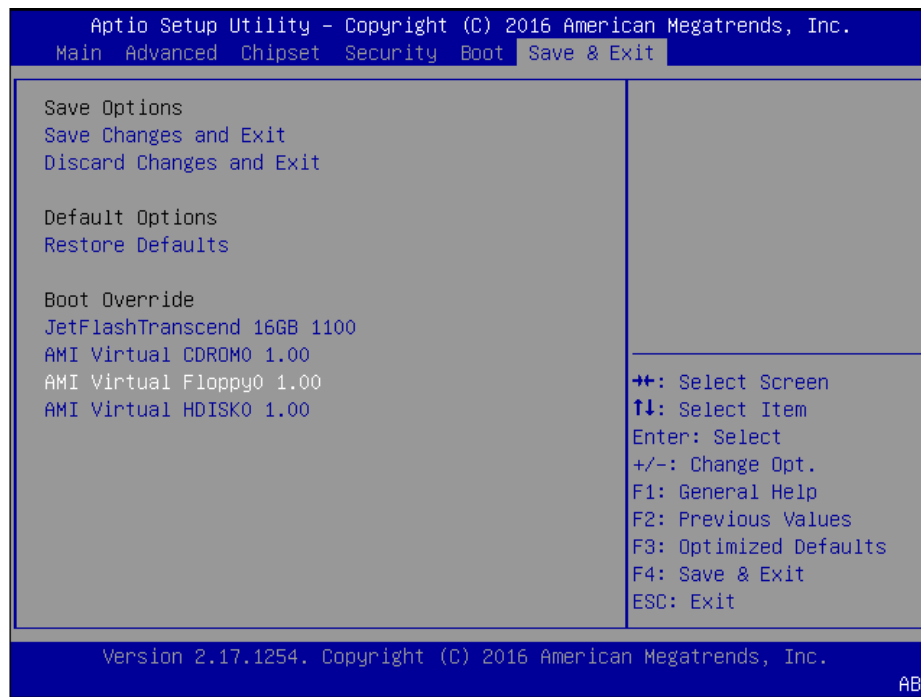 Aptio Setup Utility – Copyright (C) 2016 American Megatrends, Inc.
Main Advanced Chipset Security Boot Save & Exit
Save Options
Save Changes and Exit
Discard Changes and Exit
Default Options
Restore Defaults
Boot Override
JetFlashTranscend 16GB 1100
AMI Virtual CDROM0 1.00
AMI Virtual Floppy0 1.00
AMI Virtual HDISK0 1.00
→←: Select Screen
↑↓: Select Item
Enter: Select
+/-: Change Opt.
F1: General Help
F2: Previous Values
F3: Optimized Defaults
F4: Save & Exit
ESC: Exit
Version 2.17.1254. Copyright (C) 2016 American Megatrends, Inc.
AB